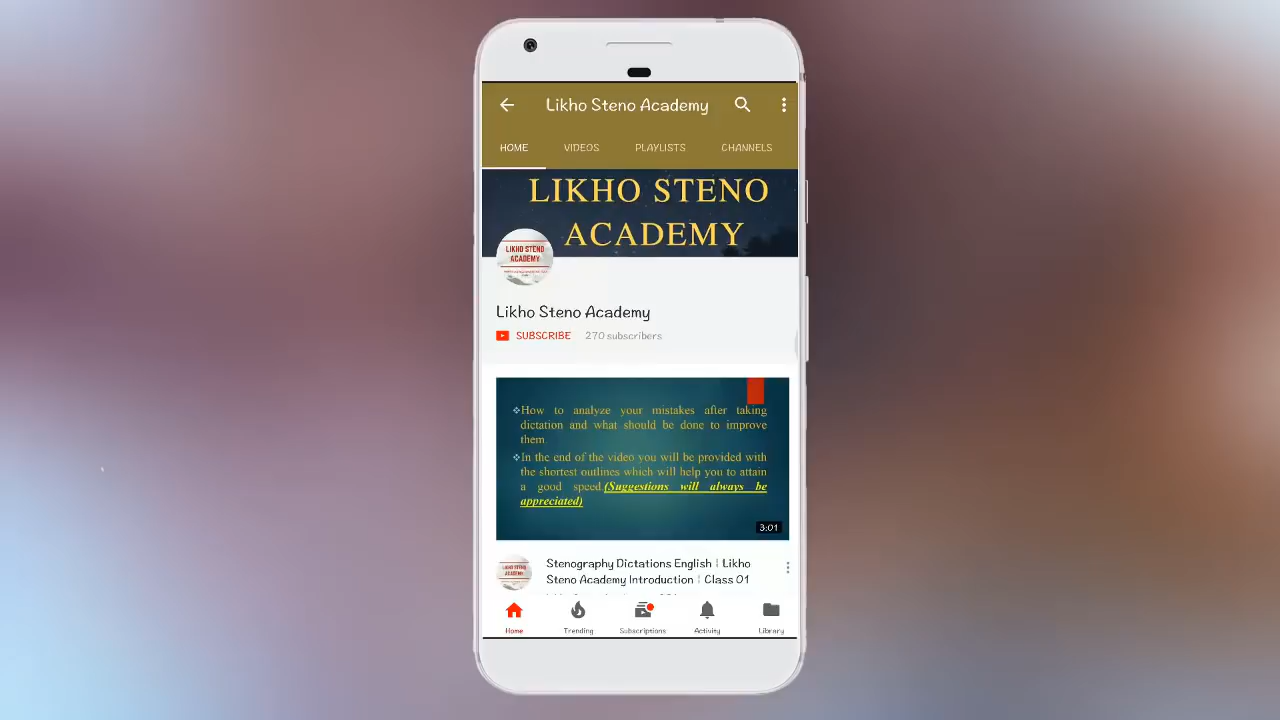 Likho Steno Academy
HOME VIDEOS PLAYLISTS CHANNELS
LIKHO STENO
ACADEMY
LIKHO STENO
ACADEMY
Likho Steno Academy
SUBSCRIBE 270 subscribers
❖How to analyze your mistakes after taking
dictation and what should be done to improve
them
❖In the end of the video you will be provided with
the shortest outlines which will help you to attain
a good speed.(Suggestions will always be
appreciated)
3:01
Stenography Dictations English | Likho
Steno Academy Introduction | Class 01
Home Trending Subscriptions Activity Library